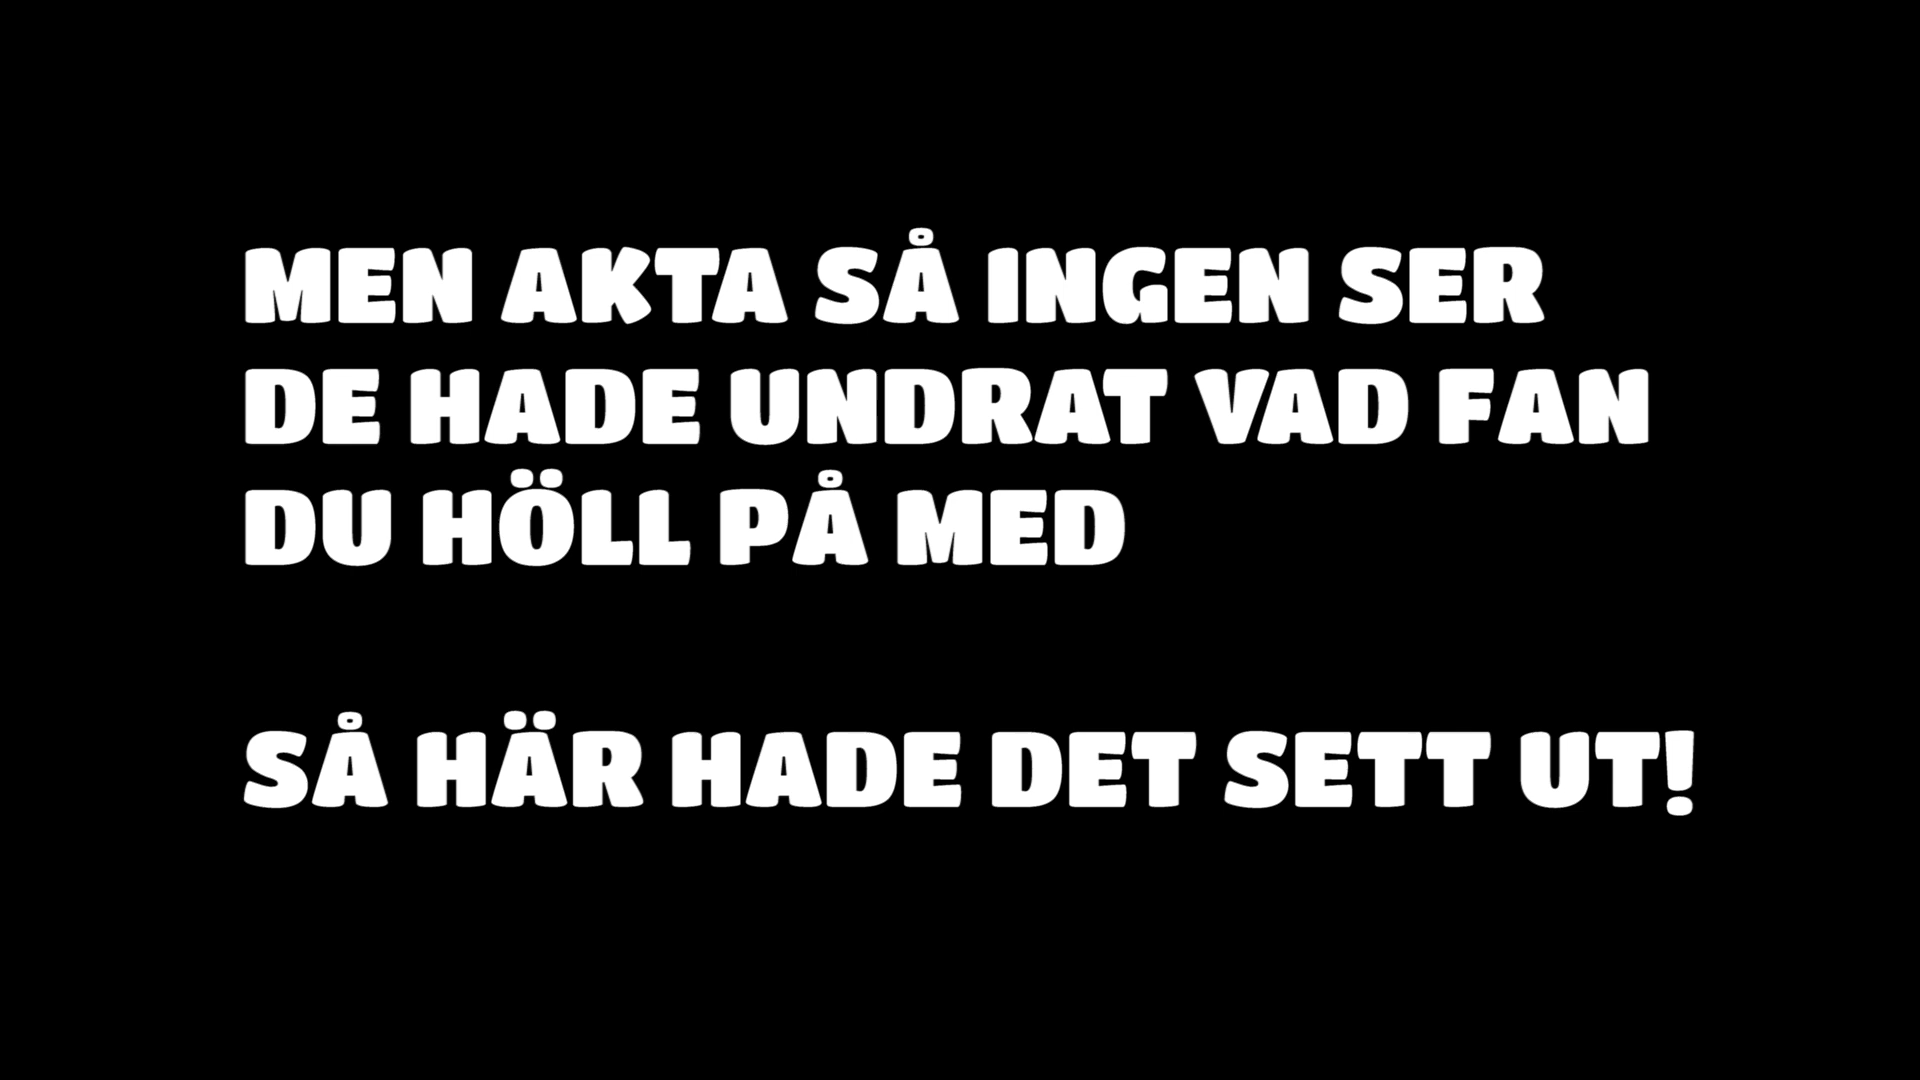 MEN AKTA SÅ INGEN SER
DE HADE UNDRAT VAD FAN
DU HÖLL PÅ MED
SÅ HÄR HADE DET SETT UT!